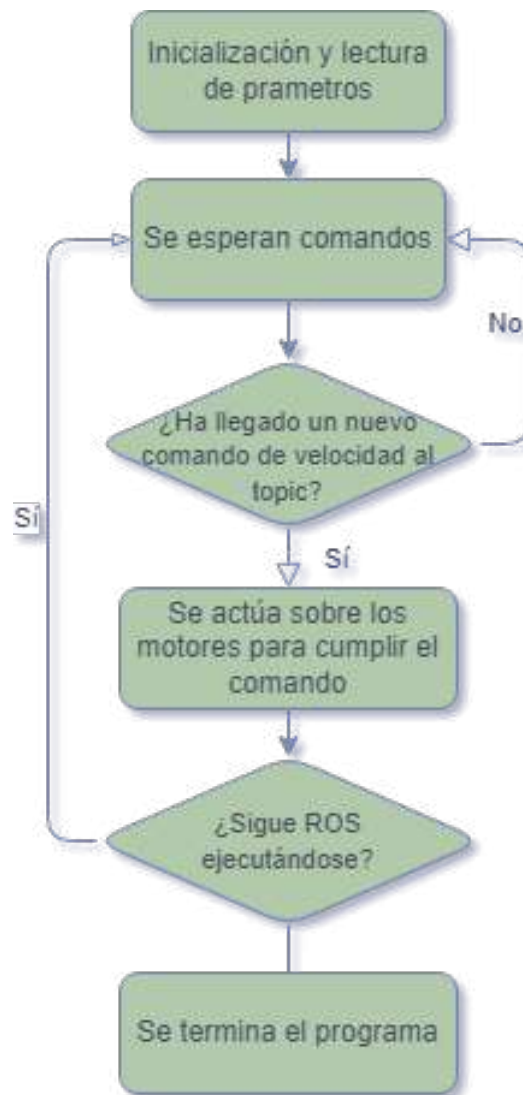 Inicialización y lectura
de prametros
Se esperan comandos
No
¿Ha llegado un nuevo
comando de velocidad al
topic?
Sí
Sí
Se actúa sobre los
motores para cumplir el
comando
¿Sigue ROS
ejecutándose?
Se termina el programa